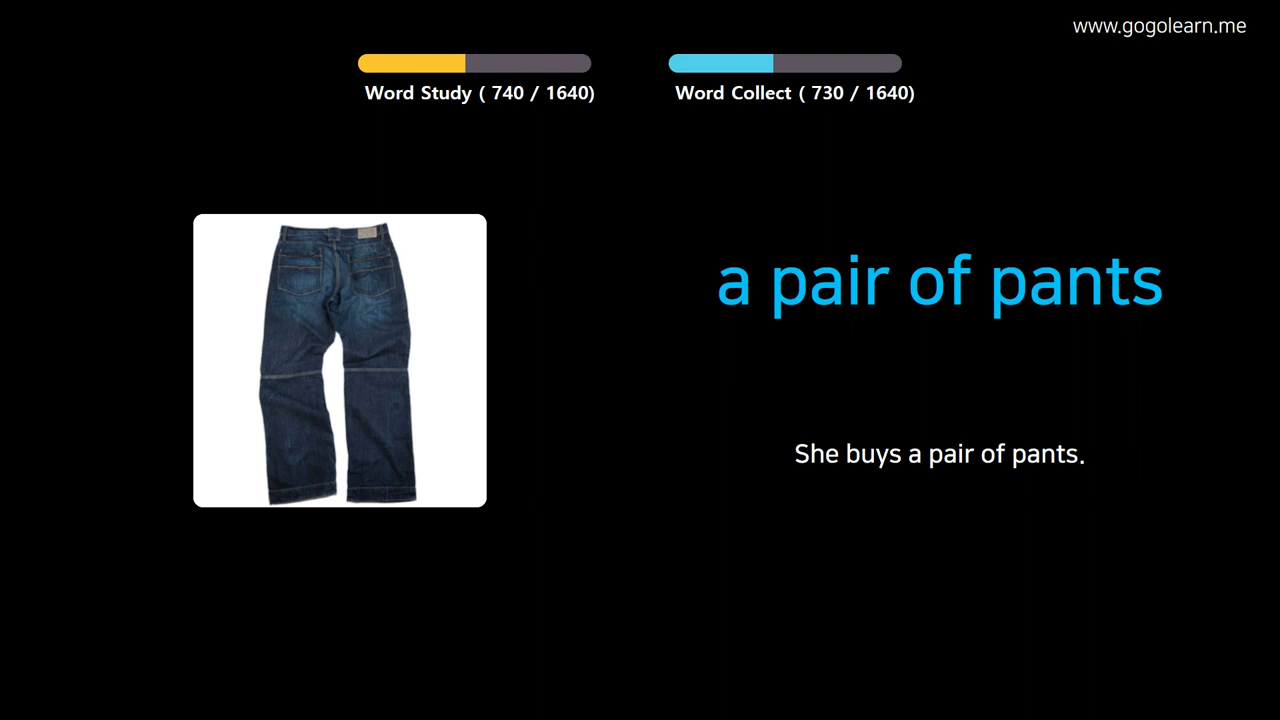 www.gogolearn.me
Word Study ( 740 / 1640)
Word Collect ( 730 / 1640)
a pair of pants
She buys a pair of pants.